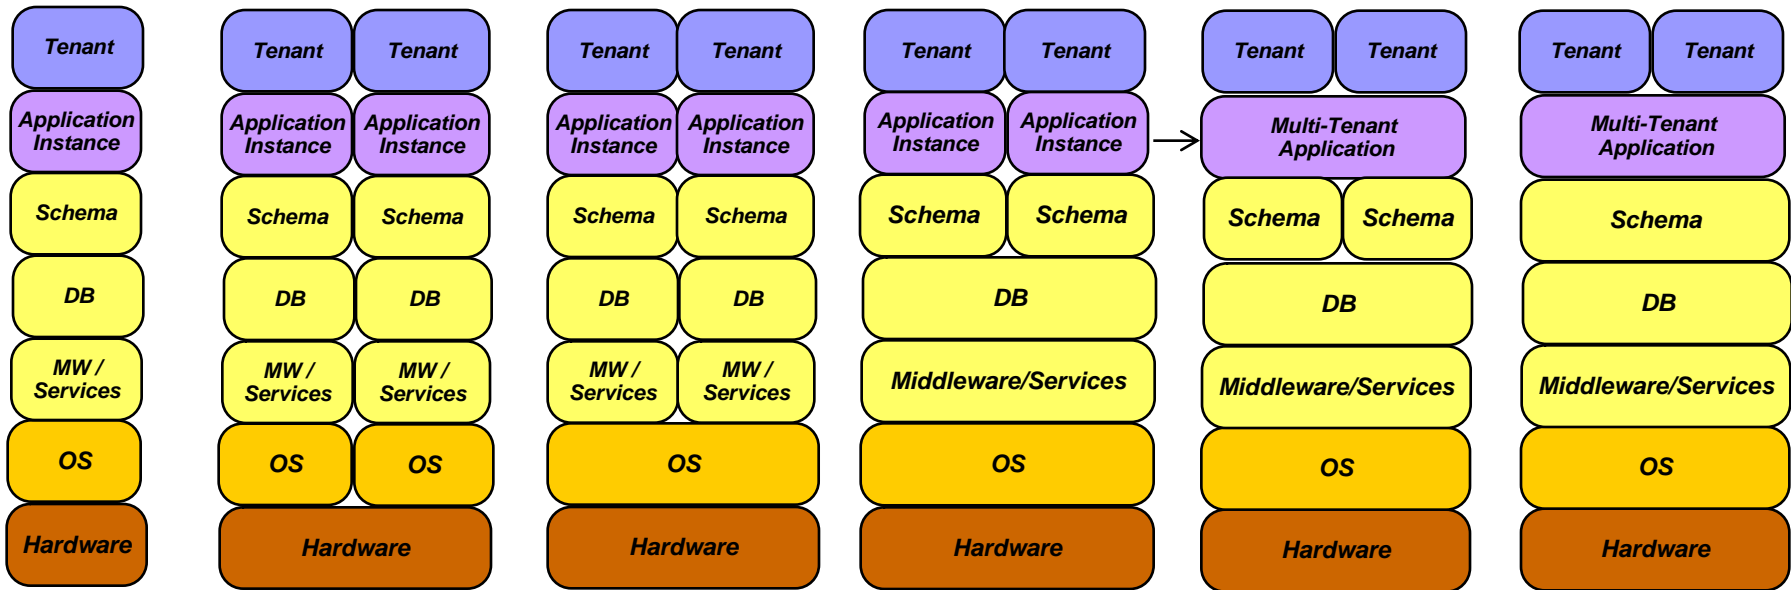 Tenant
Application
Instance
Schema
DB
MW /
Services
OS
Hardware
Tenant
Tenant
Application
Instance
Application
Instance
Schema
Schema
DB
DB
MW /
Services
MW /
Services
OS
OS
Hardware
Tenant
Tenant
Application
Instance
Application
Instance
Schema
Schema
DB
DB
MW /
Services
MW /
Services
OS
Hardware
Tenant
Tenant
Application
Instance
Application
Instance
Schema
Schema
DB
Middleware/Services
OS
Hardware
Tenant
Tenant
Multi-Tenant
Application
Schema
Schema
DB
Middleware/Services
OS
Hardware
Tenant
Tenant
Multi-Tenant
Application
Schema
DB
Middleware/Services
OS
Hardware